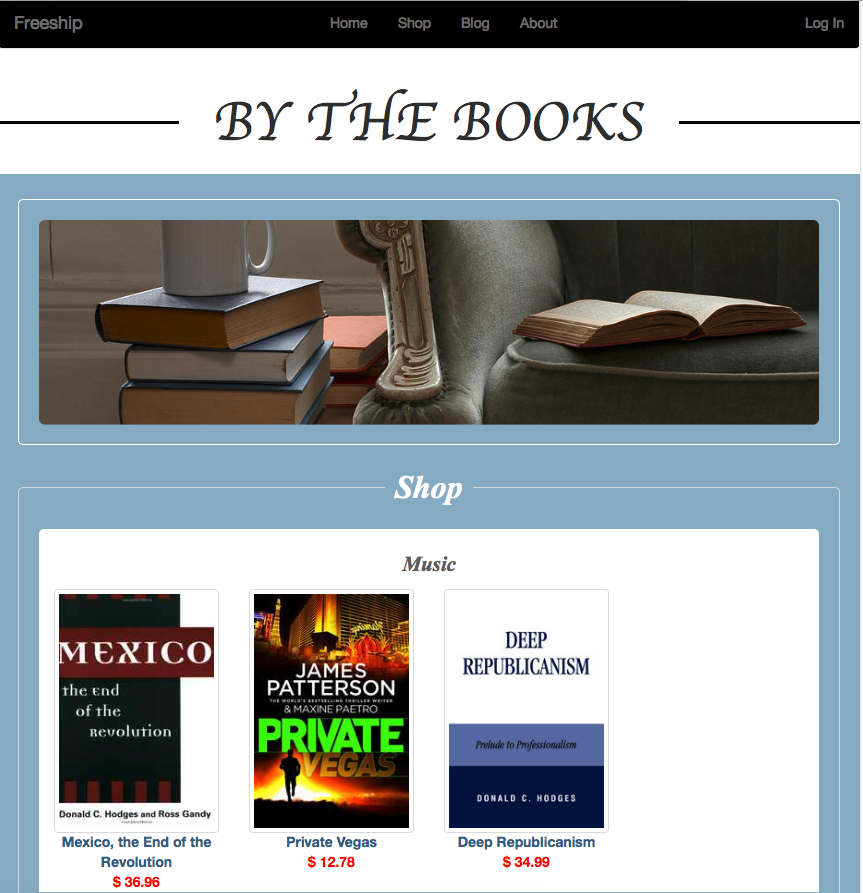 Freeship
Home Shop Blog About
Log In
BY THE BOOKS
Shop
Music
MEXICO
the end
of the
Revolution
Donald C. Hodges and Ross Gandy
Mexico, the End of the
Revolution
$ 36.96
JAMES
PATTERSON
THE WORLD'S BESTSELLING THRILLER WRITER
& MAXINE PAETRO
PRIVATE
VEGAS
Private Vegas
$ 12.78
DEEP
REPUBLICANISM
Prelude to Professionalism
DONALD C. HODGES
Deep Republicanism
$ 34.99